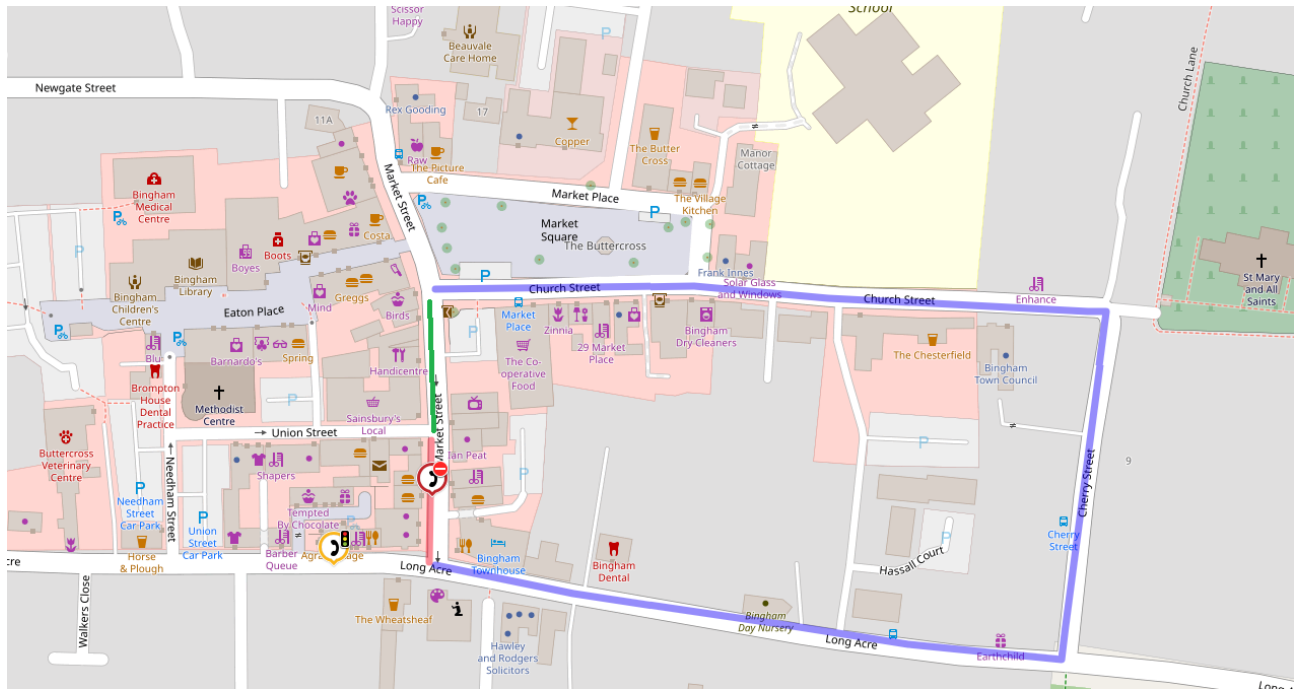 School
Scissor
Happy
Beauvale
Care Home
Newgate Street
Rex Gooding
17
11A
Copper
Raw
The Picture
Cafe
The Butter
Cross
Manor
Cottage
Church Lane
Bingham
Medical
Centre
Market Street
Market Place
The Village
Kitchen
Market
Square
The Buttercross
Costa
Boots
Boyes
Frank Innes
Solar Glass
and Windows
St Mary
and All
Saints
Bingham
Library
Bingham
Children's
Centre
Greggs
Mind
Birds
Church Street
Church Street
Enhance
Eaton Place
Market
Place
Zinnia
29 Market
Place
Bingham
Dry Cleaners
Blu
Barnardo's
Spring
Handicentre
The Co-
operative
Food
The Chesterfield
Bingham
Town Council
Brompton
House
Dental
Practice
Methodist
Centre
Sainsbury's
Local
Union Street
Market Street
Ian Peat
Buttercross
Veterinary
Centre
Needham Street
Shapers
Cherry Street
9
Needham
Street
Car Park
Union
Street
Car Park
Tempted
By Chocolate
Cherry
Street
Horse
& Plough
Barber
Queue
Long Acre
Bingham
Townhouse
Bingham
Dental
Hassall Court
Walkers Close
The Wheatsheaf
Bingham
Day Nursery
Long Acre
Hawley
and Rodgers
Solicitors
Earthchild